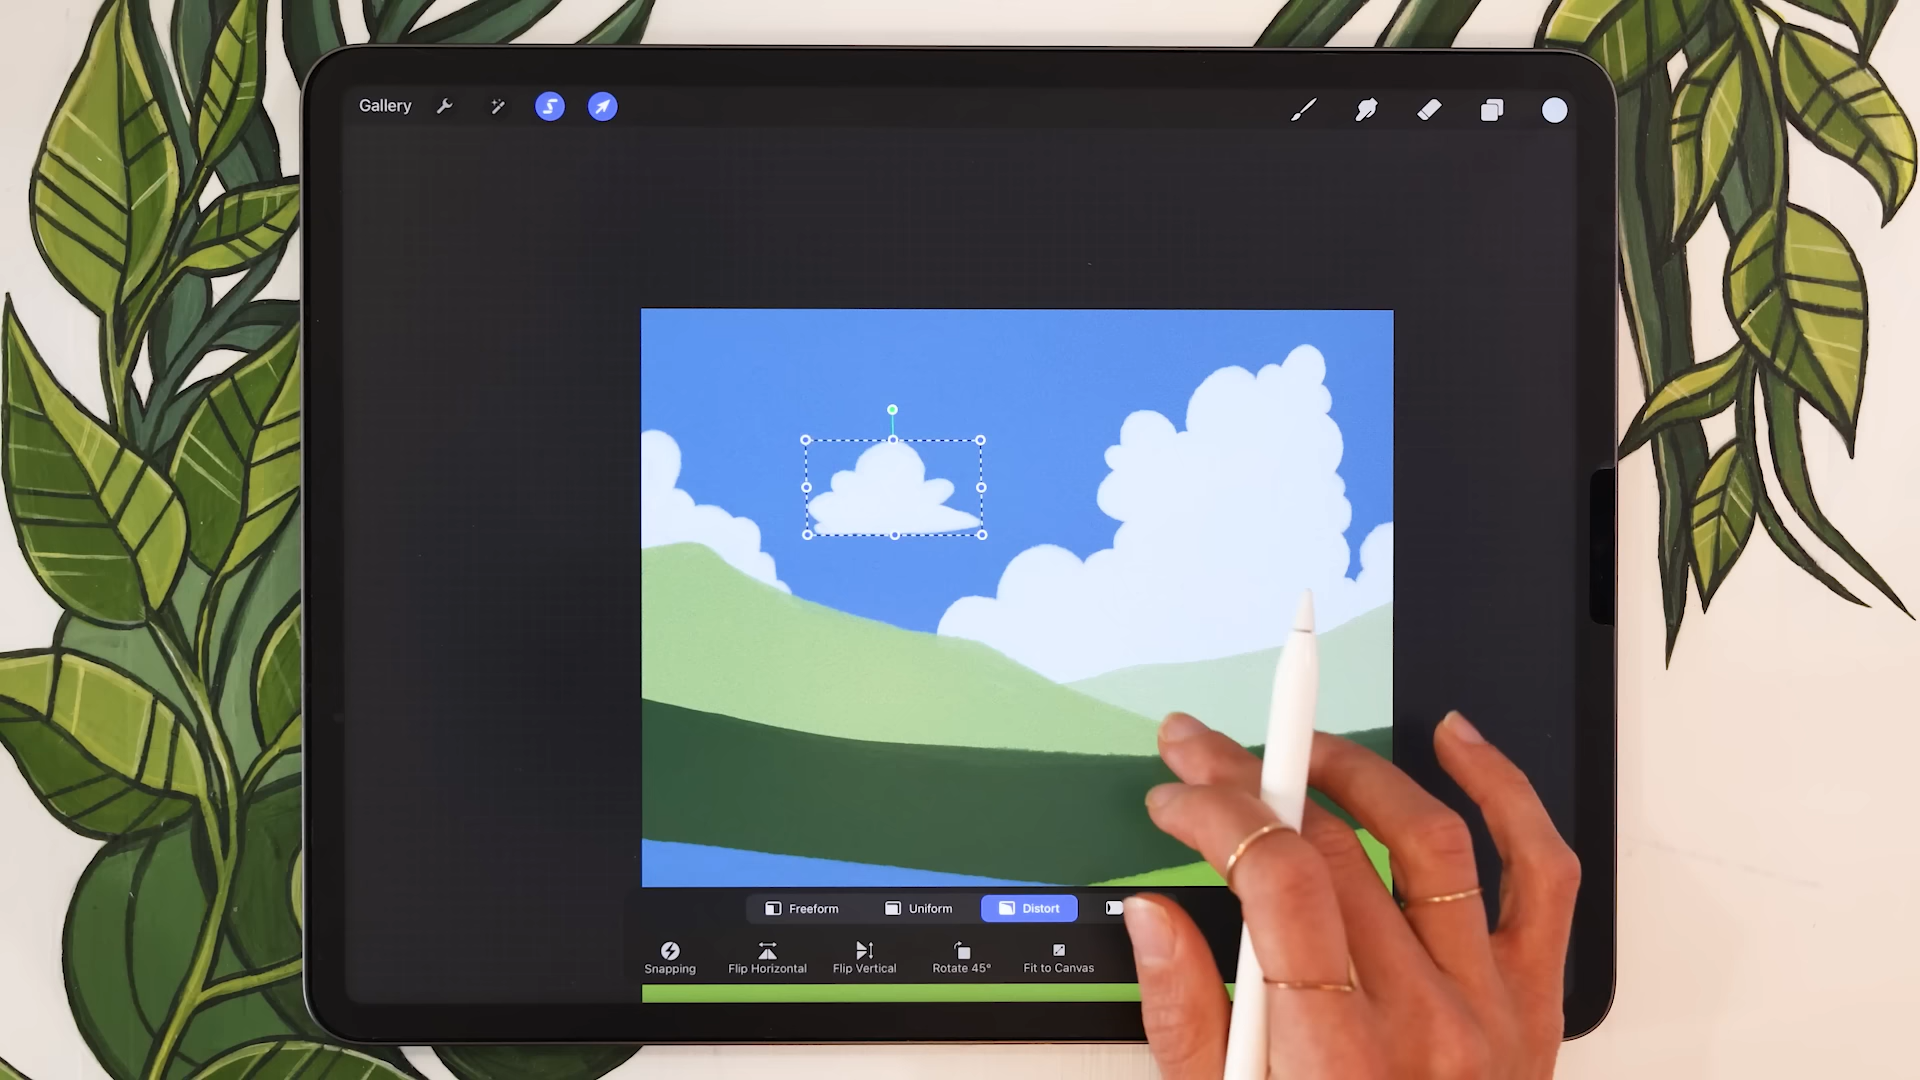 Gallery
Freeform Uniform Distort
Snapping Flip Horizontal Flip Vertical Rotate 45° Fit to Canvas